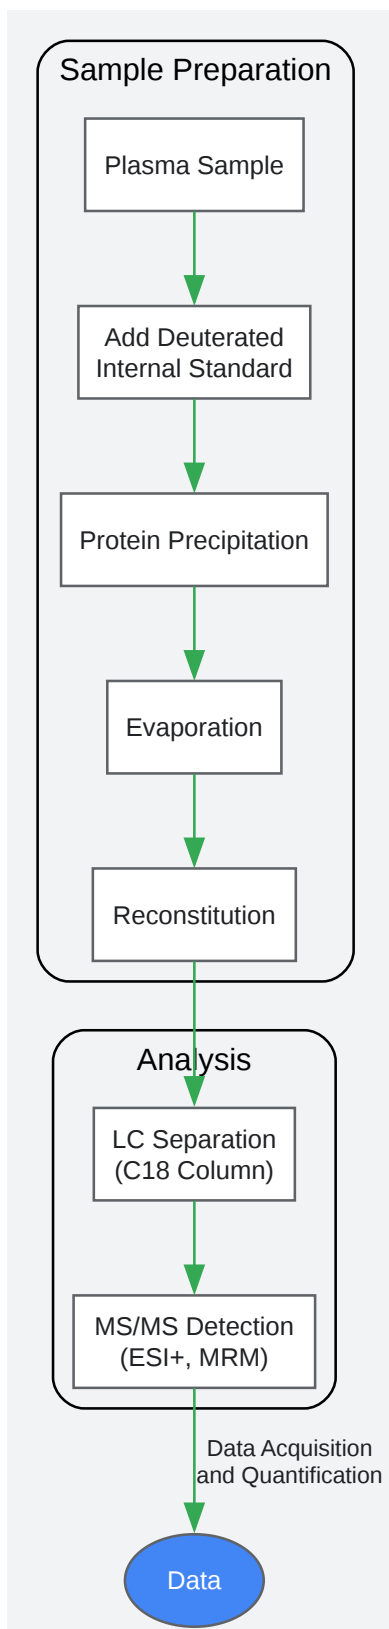 Sample Preparation
Plasma Sample
Add Deuterated
Internal Standard
Protein Precipitation
Evaporation
Reconstitution
Analysis
LC Separation
(C18 Column)
MS/MS Detection
(ESI+, MRM)
Data Acquisition
and Quantification
Data